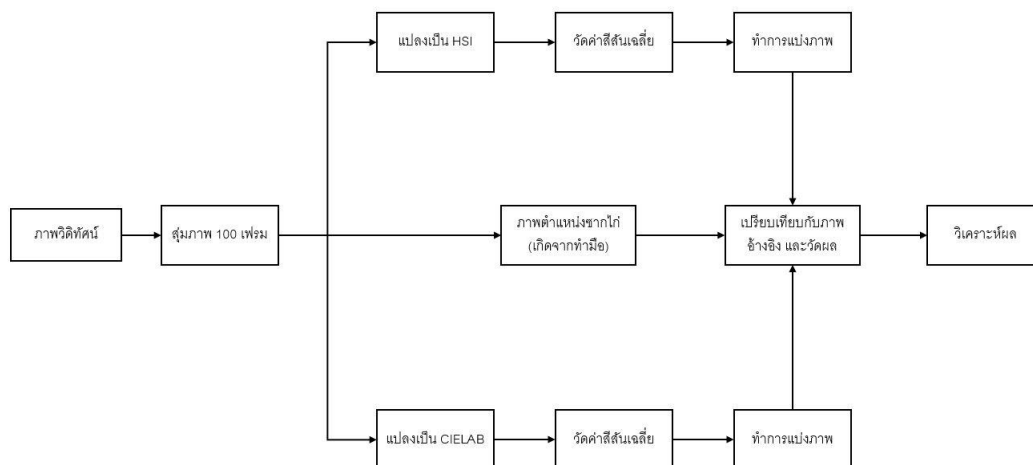 แปลงเป็น HSI
วัดค่าสีสันเฉลี่ย
ทำการแบ่งภาพ
ภาพวิดิทัศน์
สุ่มภาพ 100 เฟรม
ภาพตำแหน่งซากไก่
(เกิดจากทำมือ)
เปรียบเทียบกับภาพ
อ้างอิง และวัดผล
วิเคราะห์ผล
แปลงเป็น CIELAB
วัดค่าสีสันเฉลี่ย
ทำการแบ่งภาพ